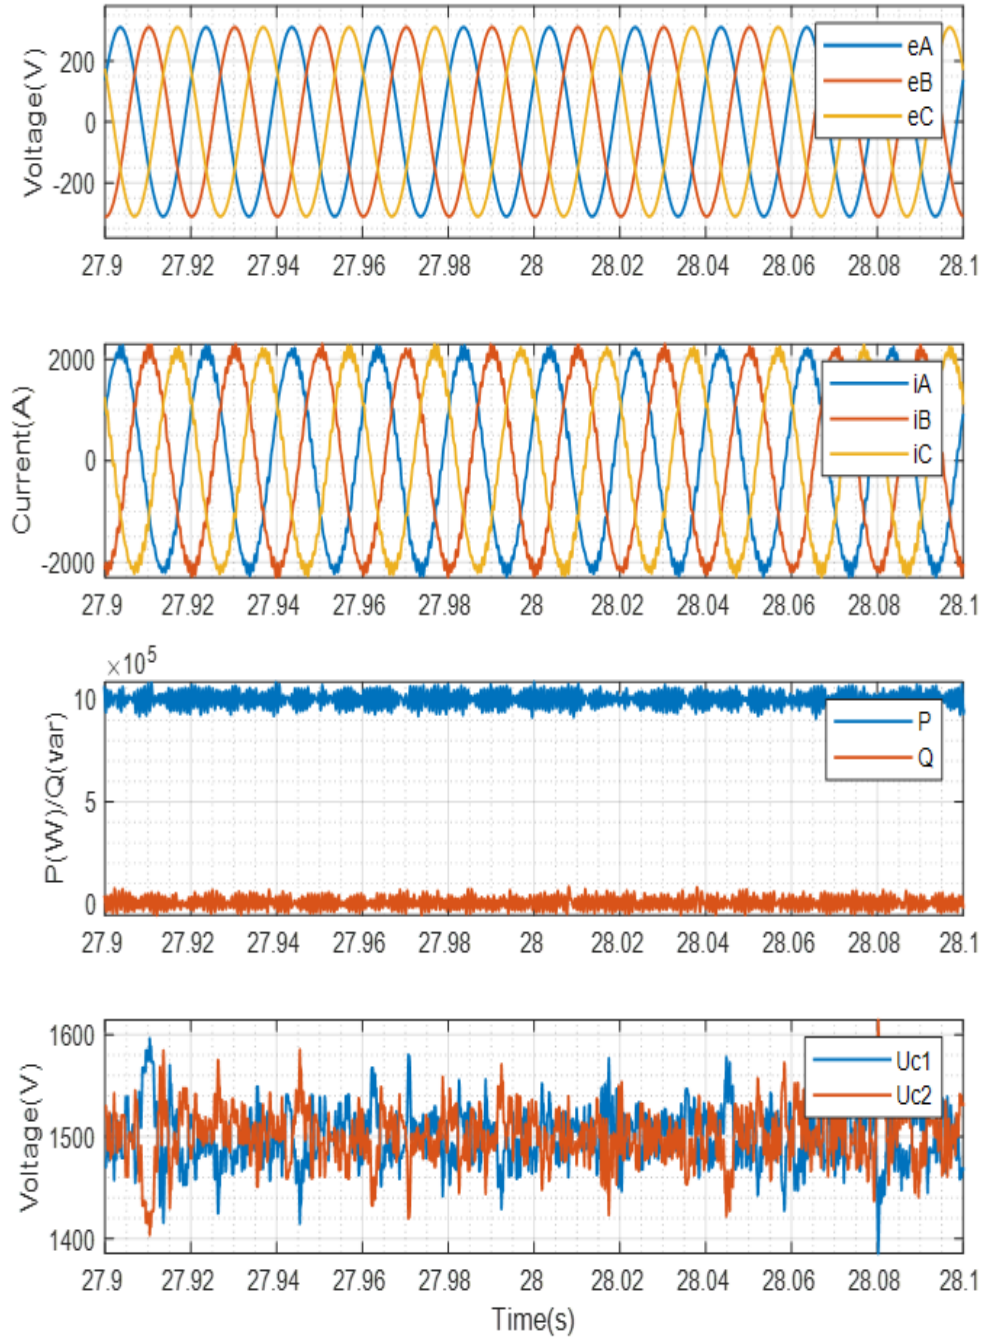 Voltage(V)
200
0
-200
eA
eB
eC
27.9 27.92 27.94 27.96 27.98 28 28.02 28.04 28.06 28.08 28.1
Current(A)
2000
0
-2000
iA
iB
iC
27.9 27.92 27.94 27.96 27.98 28 28.02 28.04 28.06 28.08 28.1
×10⁵
P(W)/Q(var)
10
5
0
P
Q
27.9 27.92 27.94 27.96 27.98 28 28.02 28.04 28.06 28.08 28.1
Voltage(V)
1600
1500
1400
Uc1
Uc2
27.9 27.92 27.94 27.96 27.98 28 28.02 28.04 28.06 28.08 28.1
Time(s)